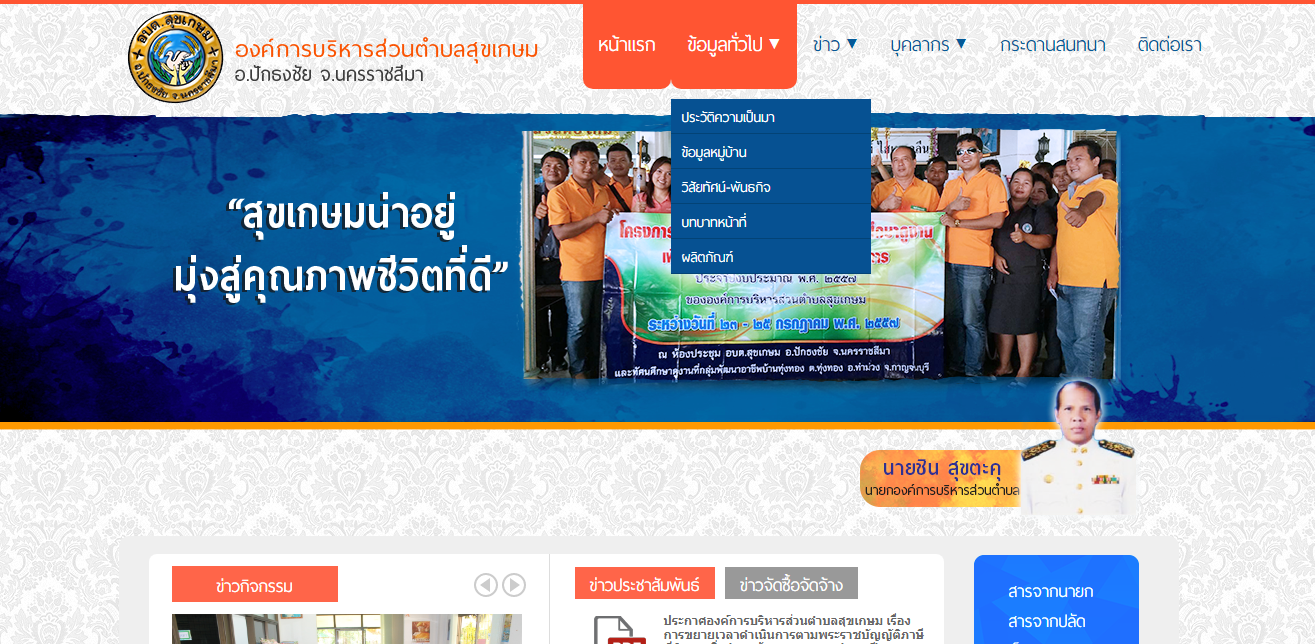 อบต.สุขเกษม
อ.ปักธงชัย จ.นครราชสีมา
องค์การบริหารส่วนตำบลสุขเกษม
อ.ปักธงชัย จ.นครราชสีมา
หน้าแรก
ข้อมูลทั่วไป ▼
ข่าว ▼
บุคลากร ▼
กระดานสนทนา
ติดต่อเรา
ประวัติความเป็นมา
ข้อมูลหมู่บ้าน
วิสัยทัศน์-พันธกิจ
บทบาทหน้าที่
ผลิตภัณฑ์
“สุขเกษมน่าอยู่
มุ่งสู่คุณภาพชีวิตที่ดี”
ประจำปีงบประมาณ พ.ศ. ๒๕๕๗
ขององค์การบริหารส่วนตำบลสุขเกษม
ระหว่างวันที่ ๒๓ - ๒๕ กรกฎาคม พ.ศ. ๒๕๕๗
ณ ห้องประชุม อบต.สุขเกษม อ.ปักธงชัย จ.นครราชสีมา
และทัศนศึกษาดูงานที่กลุ่มพัฒนาอาชีพบ้านทุ่งทอง ต.ทุ่งทอง อ.ท่าม่วง จ.กาญจนบุรี
นายชิน สุขตะคุ
นายกองค์การบริหารส่วนตำบล
ข่าวกิจกรรม
ข่าวประชาสัมพันธ์
ข่าวจัดซื้อจัดจ้าง
ประกาศองค์การบริหารส่วนตำบลสุขเกษม เรื่อง
การขยายเวลาดำเนินการตามพระราชบัญญัติภาษี
สารจากนายก
สารจากปลัด